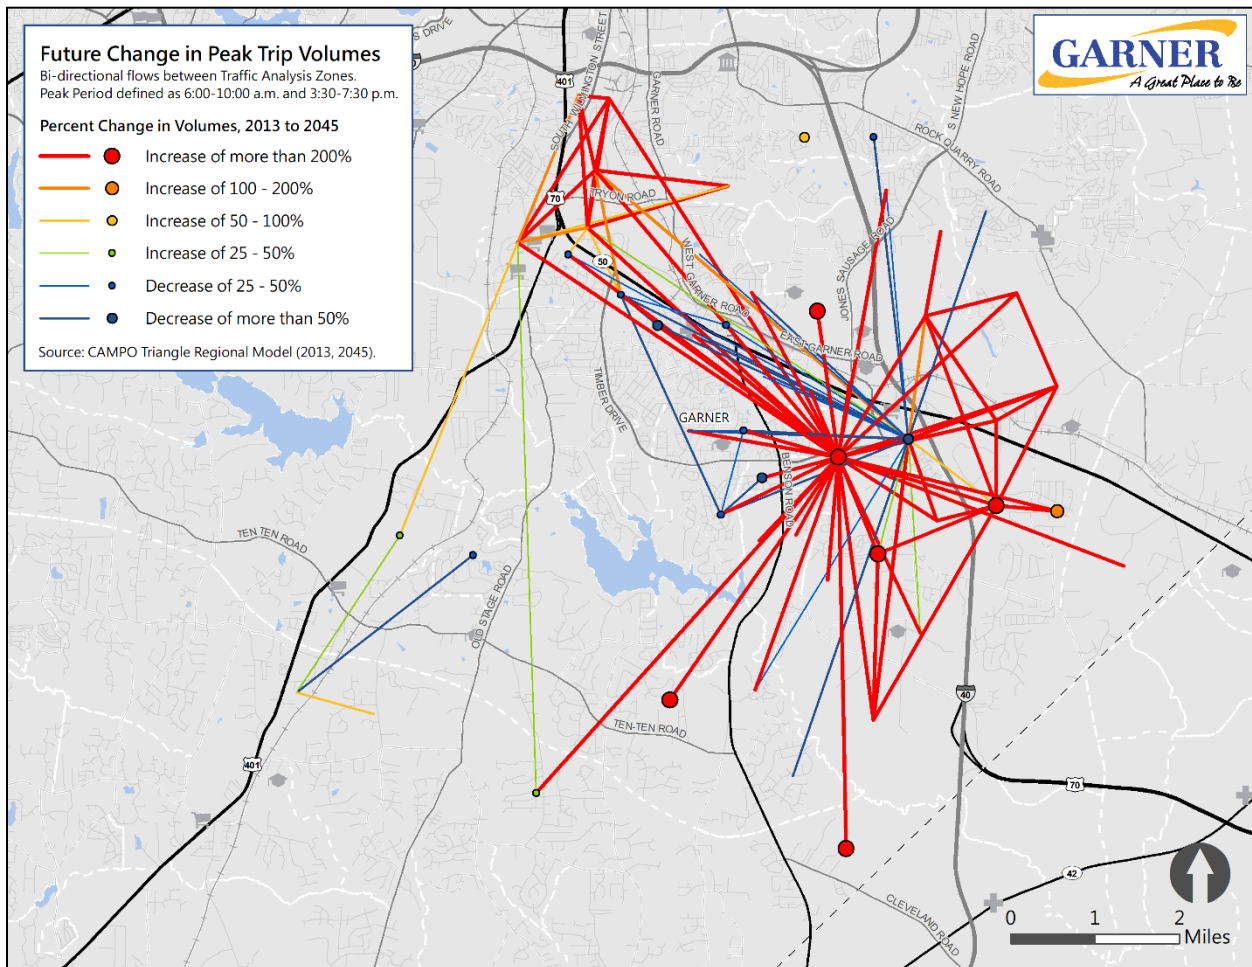 Future Change in Peak Trip Volumes
Bi-directional flows between Traffic Analysis Zones.
Peak Period defined as 6:00-10:00 a.m. and 3:30-7:30 p.m.
Percent Change in Volumes, 2013 to 2045
Increase of more than 200%
Increase of 100 - 200%
Increase of 50 - 100%
Increase of 25 - 50%
Decrease of 25 - 50%
Decrease of more than 50%
Source: CAMPO Triangle Regional Model (2013, 2045).
GARNER
A Great Place to Be
S DRIVE
401
SOUTH WILMINGTON STREET
GARNER ROAD
S NEW HOPE ROAD
ROCK QUARRY ROAD
TRYON ROAD
70
50
WEST GARNER ROAD
JONES SAUSAGE ROAD
EAST GARNER ROAD
TIMBER DRIVE
GARNER
BENSON ROAD
TEN TEN ROAD
OLD STAGE ROAD
TEN-TEN ROAD
40
401
70
42
CLEVELAND ROAD
0 1 2
Miles